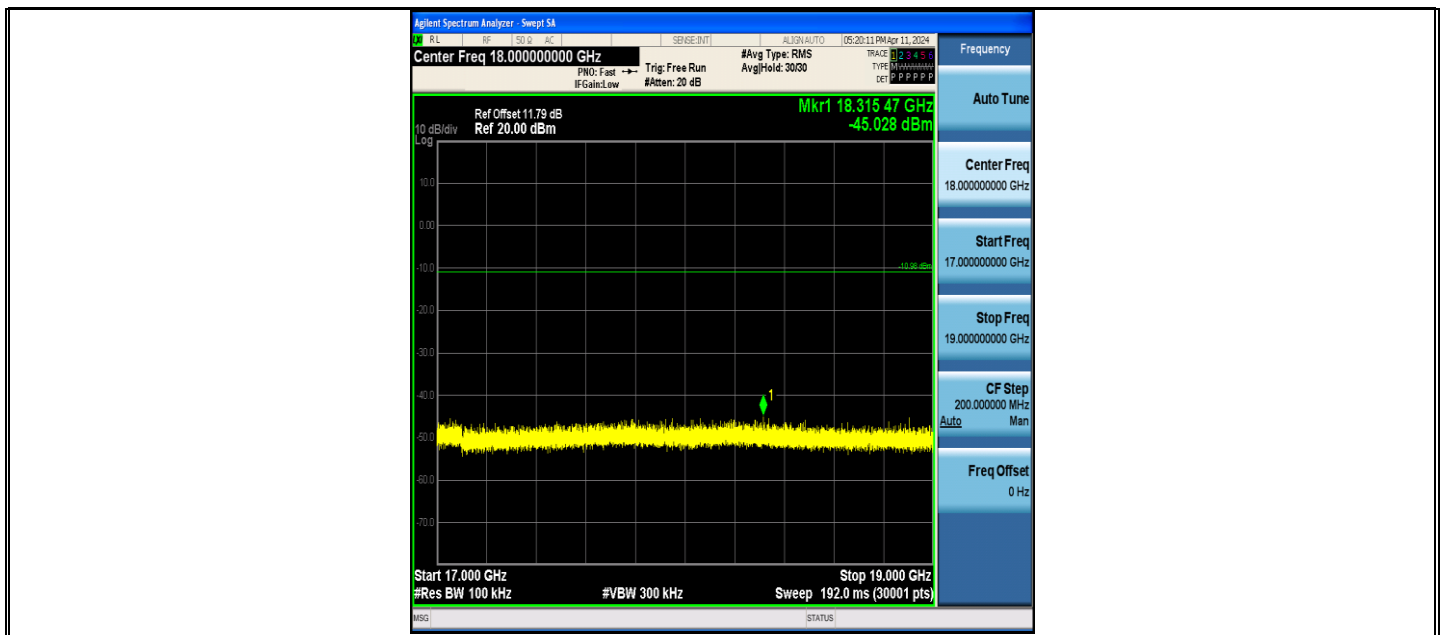 Agilent Spectrum Analyzer - Swept SA
RL RF 50 Ω AC SENSE:INT ALIGN AUTO 05:20:11 PM Apr 11, 2024
Center Freq 18.000000000 GHz
PNO: Fast
IFGain:Low
Trig: Free Run
#Atten: 20 dB
#Avg Type: RMS
Avg|Hold: 30/30
TRACE 1 2 3 4 5 6
TYPE M
DET P P P P P P
Mkr1 18.315 47 GHz
-45.028 dBm
Ref Offset 11.79 dB
10 dB/div Ref 20.00 dBm
Log
10.0
0.00
-10.0
-10.98 dBm
-20.0
-30.0
-40.0
1
-50.0
-60.0
-70.0
Start 17.000 GHz Stop 19.000 GHz
#Res BW 100 kHz #VBW 300 kHz Sweep 192.0 ms (30001 pts)
MSG STATUS
Frequency
Auto Tune
Center Freq
18.000000000 GHz
Start Freq
17.000000000 GHz
Stop Freq
19.000000000 GHz
CF Step
200.000000 MHz
Auto Man
Freq Offset
0 Hz